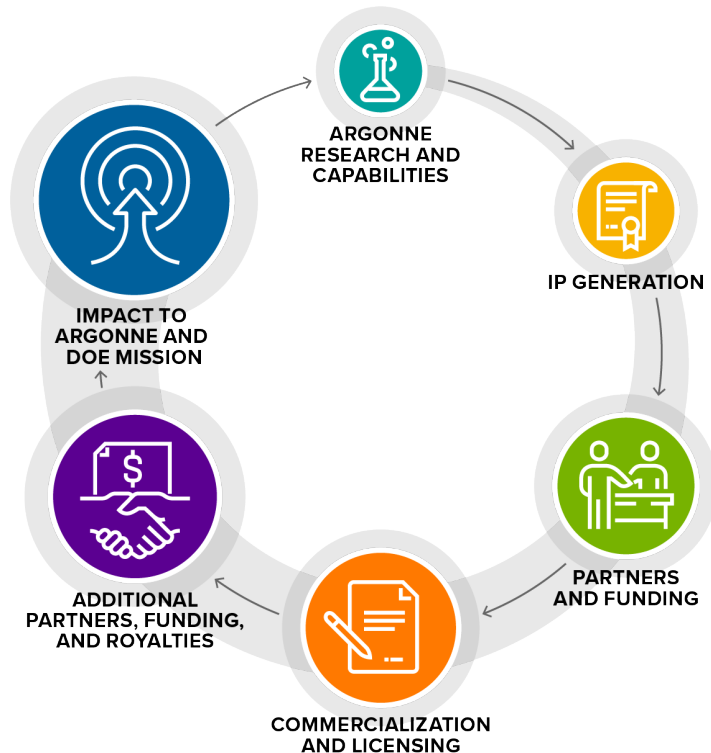 ARGONNE
RESEARCH AND
CAPABILITIES
IP GENERATION
PARTNERS
AND FUNDING
COMMERCIALIZATION
AND LICENSING
ADDITIONAL
PARTNERS, FUNDING,
AND ROYALTIES
$
IMPACT TO
ARGONNE AND
DOE MISSION